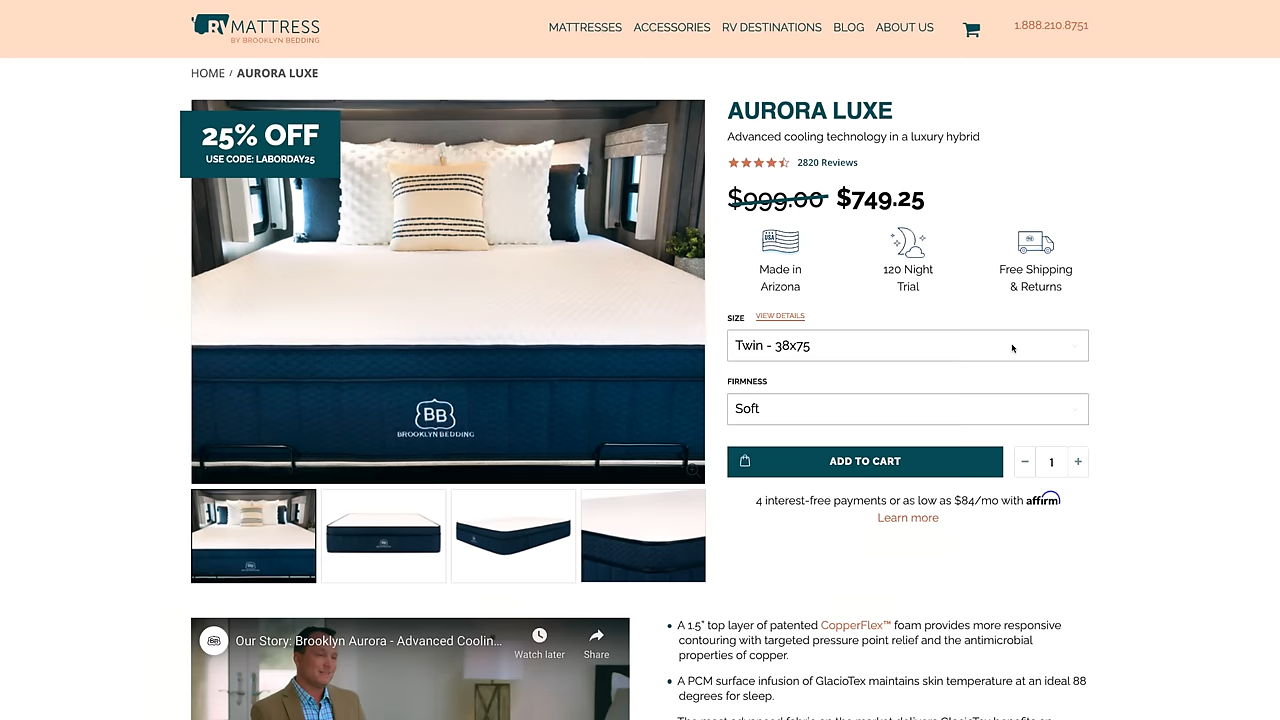 RV MATTRESS
BY BROOKLYN BEDDING
MATTRESSES ACCESSORIES RV DESTINATIONS BLOG ABOUT US
1.888.210.8751
HOME / AURORA LUXE
25% OFF
USE CODE: LABORDAY25
BB
BROOKLYN BEDDING
AURORA LUXE
Advanced cooling technology in a luxury hybrid
2820 Reviews
$999.00 $749.25
USA
Made in
Arizona
120 Night
Trial
Free Shipping
& Returns
SIZE VIEW DETAILS
Twin - 38x75
FIRMNESS
Soft
ADD TO CART
− 1 +
4 interest-free payments or as low as $84/mo with affirm
Learn more
BB
Our Story: Brooklyn Aurora - Advanced Coolin...
Watch later
Share
• A 1.5" top layer of patented CopperFlex™ foam provides more responsive
contouring with targeted pressure point relief and the antimicrobial
properties of copper.
• A PCM surface infusion of GlacioTex maintains skin temperature at an ideal 88
degrees for sleep.